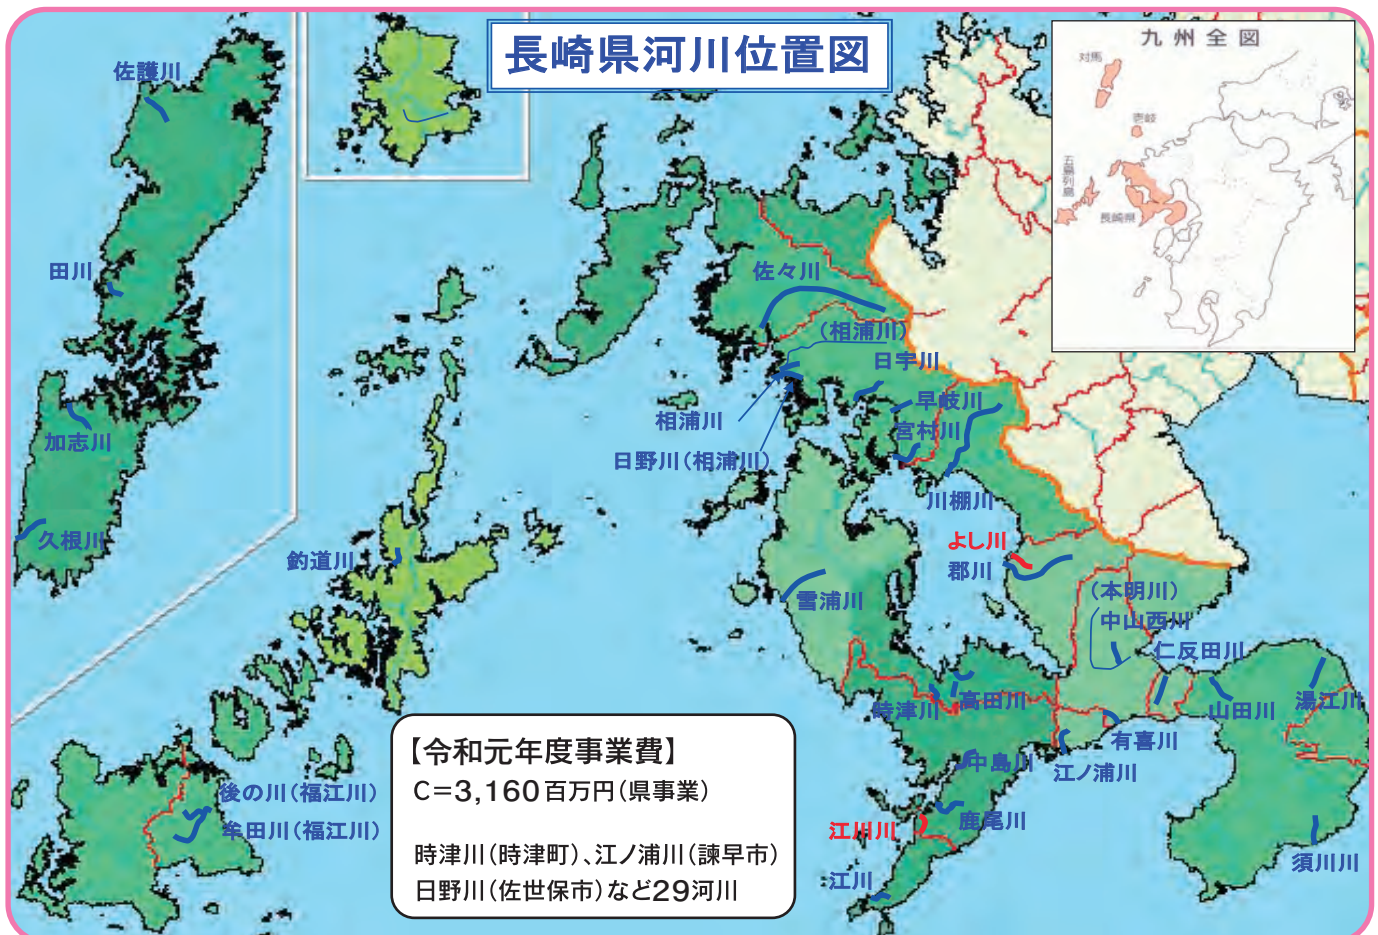 長崎県河川位置図
九州全図
対馬
壱岐
五島列島
長崎県
佐護川
田川
加志川
久根川
佐々川
（相浦川）
日宇川
早岐川
宮村川
相浦川
日野川（相浦川）
川棚川
釣道川
よし川
郡川
雪浦川
（本明川）
中山西川
仁反田川
時津川
高田川
山田川
湯江川
有喜川
中島川
江ノ浦川
後の川（福江川）
牟田川（福江川）
江川川
鹿尾川
須川川
江川
【令和元年度事業費】
C＝3,160百万円（県事業）
時津川（時津町）、江ノ浦川（諫早市）
日野川（佐世保市）など29河川